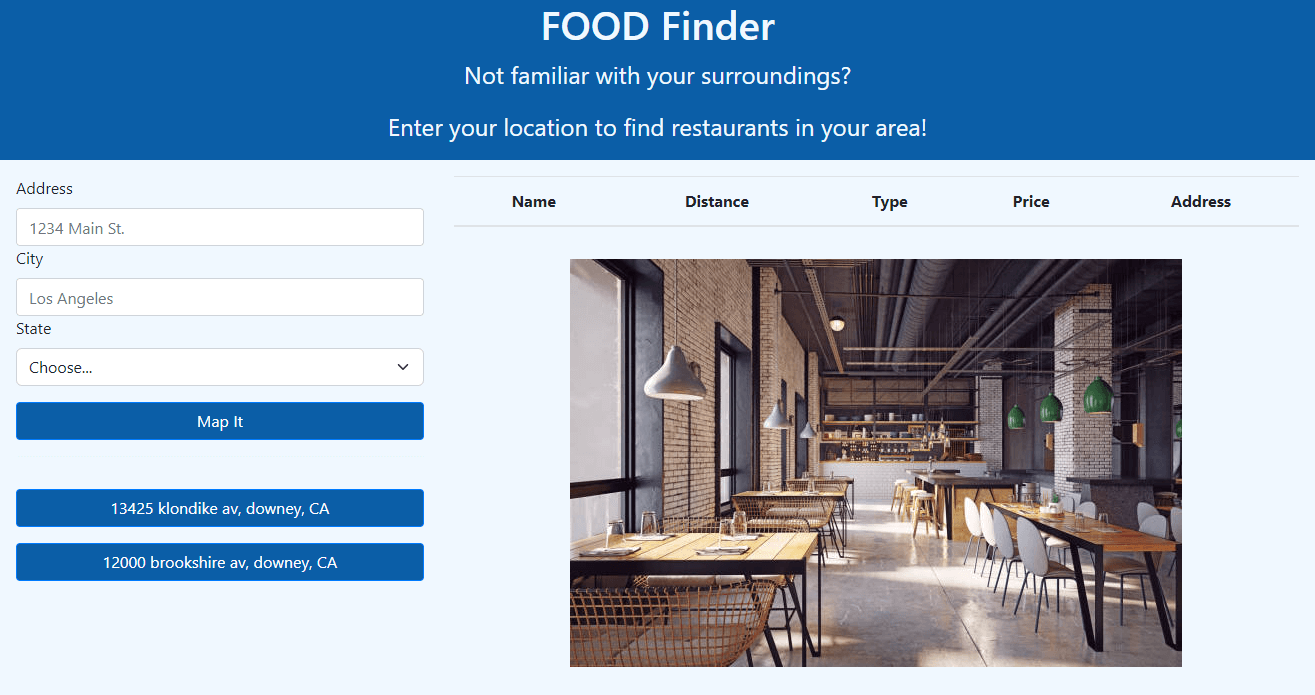 FOOD Finder
Not familiar with your surroundings?
Enter your location to find restaurants in your area!
Address
1234 Main St.
City
Los Angeles
State
Choose...
Map It
13425 klondike av, downey, CA
12000 brookshire av, downey, CA
Name Distance Type Price Address